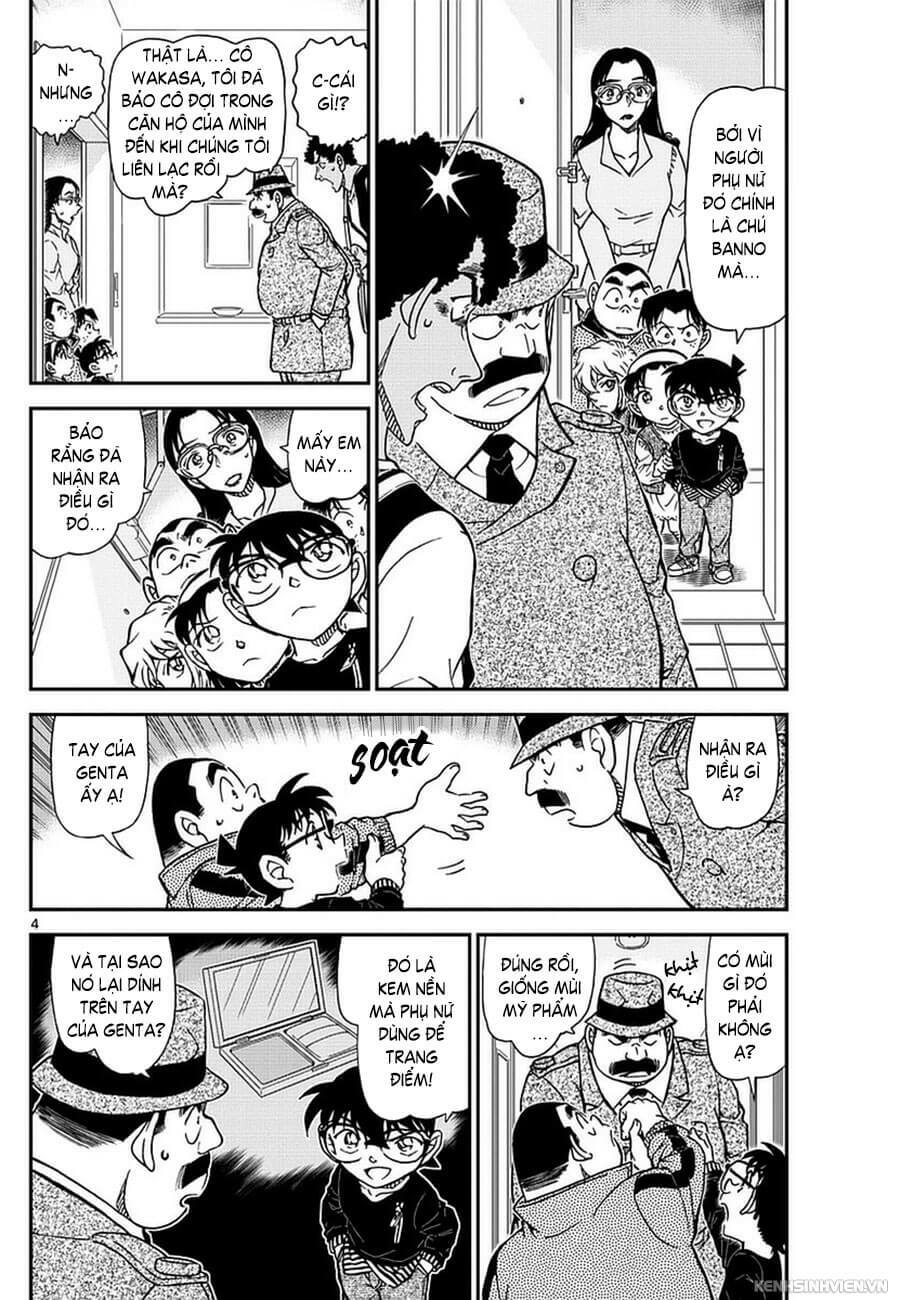 BỞI VÌ
NGƯỜI
PHỤ NỮ
ĐÓ CHÍNH
LÀ CHÚ
BANNO
MÀ...
C-CÁI
GÌ!?
THẬT LÀ... CÔ
WAKASA, TÔI ĐÃ
BẢO CÔ ĐỢI TRONG
CĂN HỘ CỦA MÌNH
ĐẾN KHI CHÚNG TÔI
LIÊN LẠC RỒI
MÀ?
N-
NHƯNG
...
MẤY EM
NÀY...
BẢO
RẰNG ĐÃ
NHẬN RA
ĐIỀU GÌ
ĐÓ...
NHẬN RA
ĐIỀU GÌ
À?
soạt
TAY CỦA
GENTA
ẤY Ạ!
4
CÓ MÙI
GÌ ĐÓ
PHẢI
KHÔNG
Ạ?
khịt
khịt
ĐÚNG RỒI,
GIỐNG MÙI
MỸ PHẨM
...
ĐÓ LÀ
KEM NỀN
MÀ PHỤ NỮ
DÙNG ĐỂ
TRANG
ĐIỂM!
VÀ TẠI SAO
NÓ LẠI DÍNH
TRÊN TAY
CỦA GENTA?
KENHSINHVIEN.VN